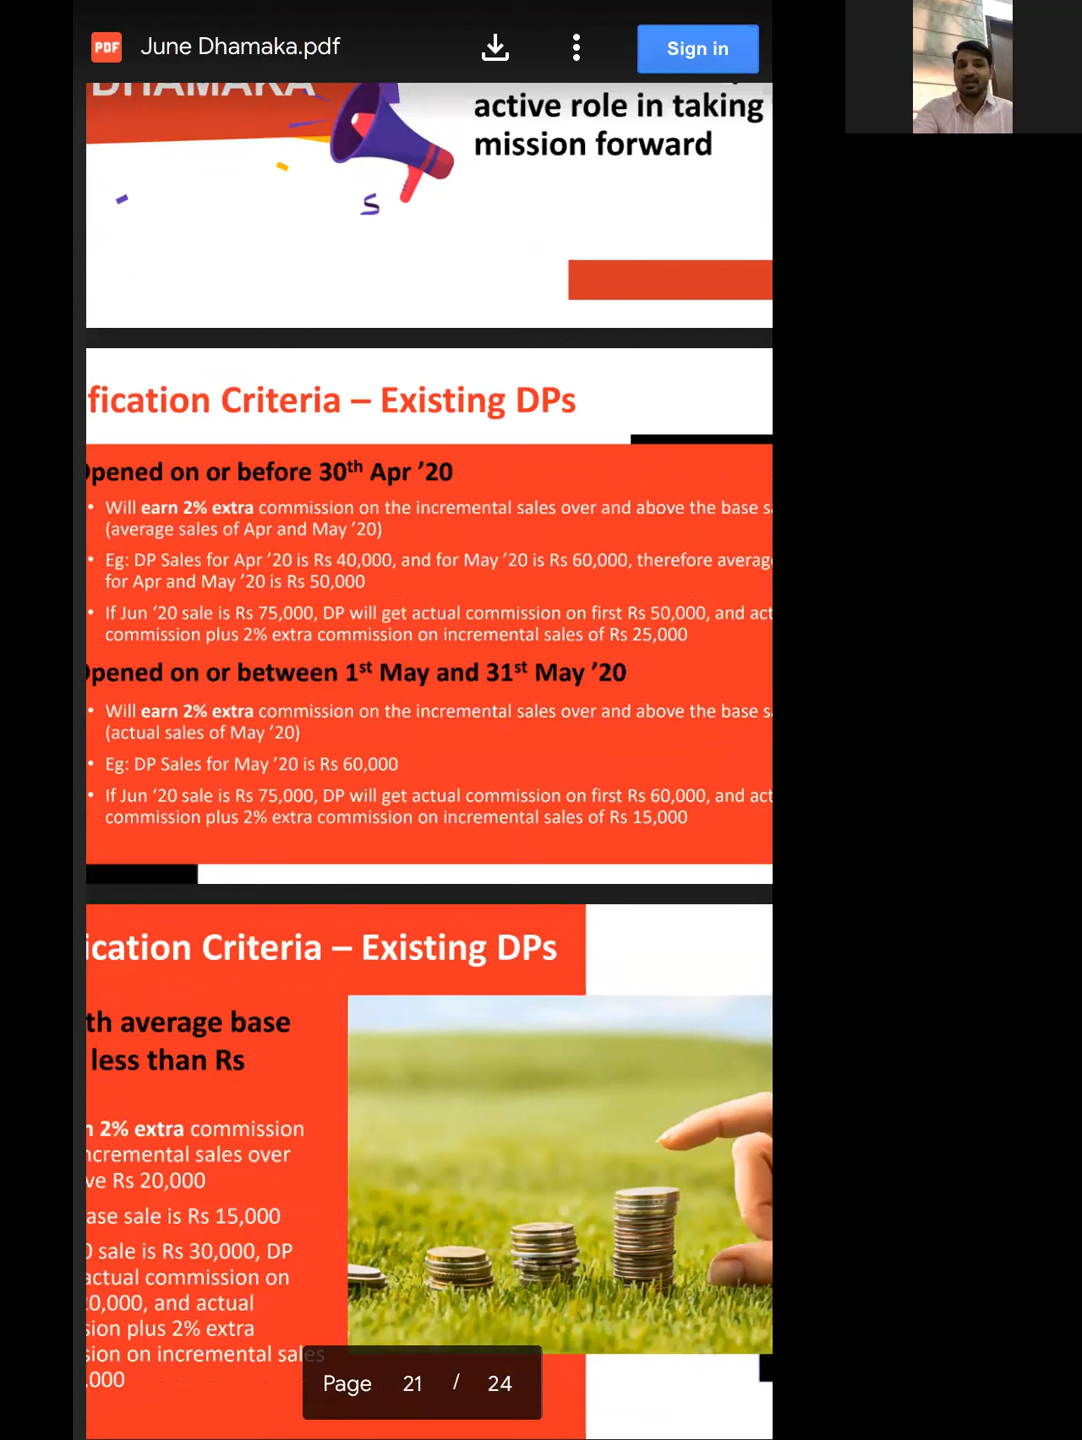 PDF June Dhamaka.pdf Sign in
DHAMAKA
active role in taking
mission forward
fication Criteria – Existing DPs
pened on or before 30th Apr ’20
• Will earn 2% extra commission on the incremental sales over and above the base s
(average sales of Apr and May ’20)
• Eg: DP Sales for Apr ’20 is Rs 40,000, and for May ’20 is Rs 60,000, therefore averag
for Apr and May ’20 is Rs 50,000
• If Jun ‘20 sale is Rs 75,000, DP will get actual commission on first Rs 50,000, and act
commission plus 2% extra commission on incremental sales of Rs 25,000
pened on or between 1st May and 31st May ’20
• Will earn 2% extra commission on the incremental sales over and above the base s
(actual sales of May ’20)
• Eg: DP Sales for May ’20 is Rs 60,000
• If Jun ‘20 sale is Rs 75,000, DP will get actual commission on first Rs 60,000, and act
commission plus 2% extra commission on incremental sales of Rs 15,000
ication Criteria – Existing DPs
th average base
less than Rs
n 2% extra commission
ncremental sales over
ve Rs 20,000
ase sale is Rs 15,000
0 sale is Rs 30,000, DP
actual commission on
0,000, and actual
sion plus 2% extra
sion on incremental sales
,000
Page 21 / 24